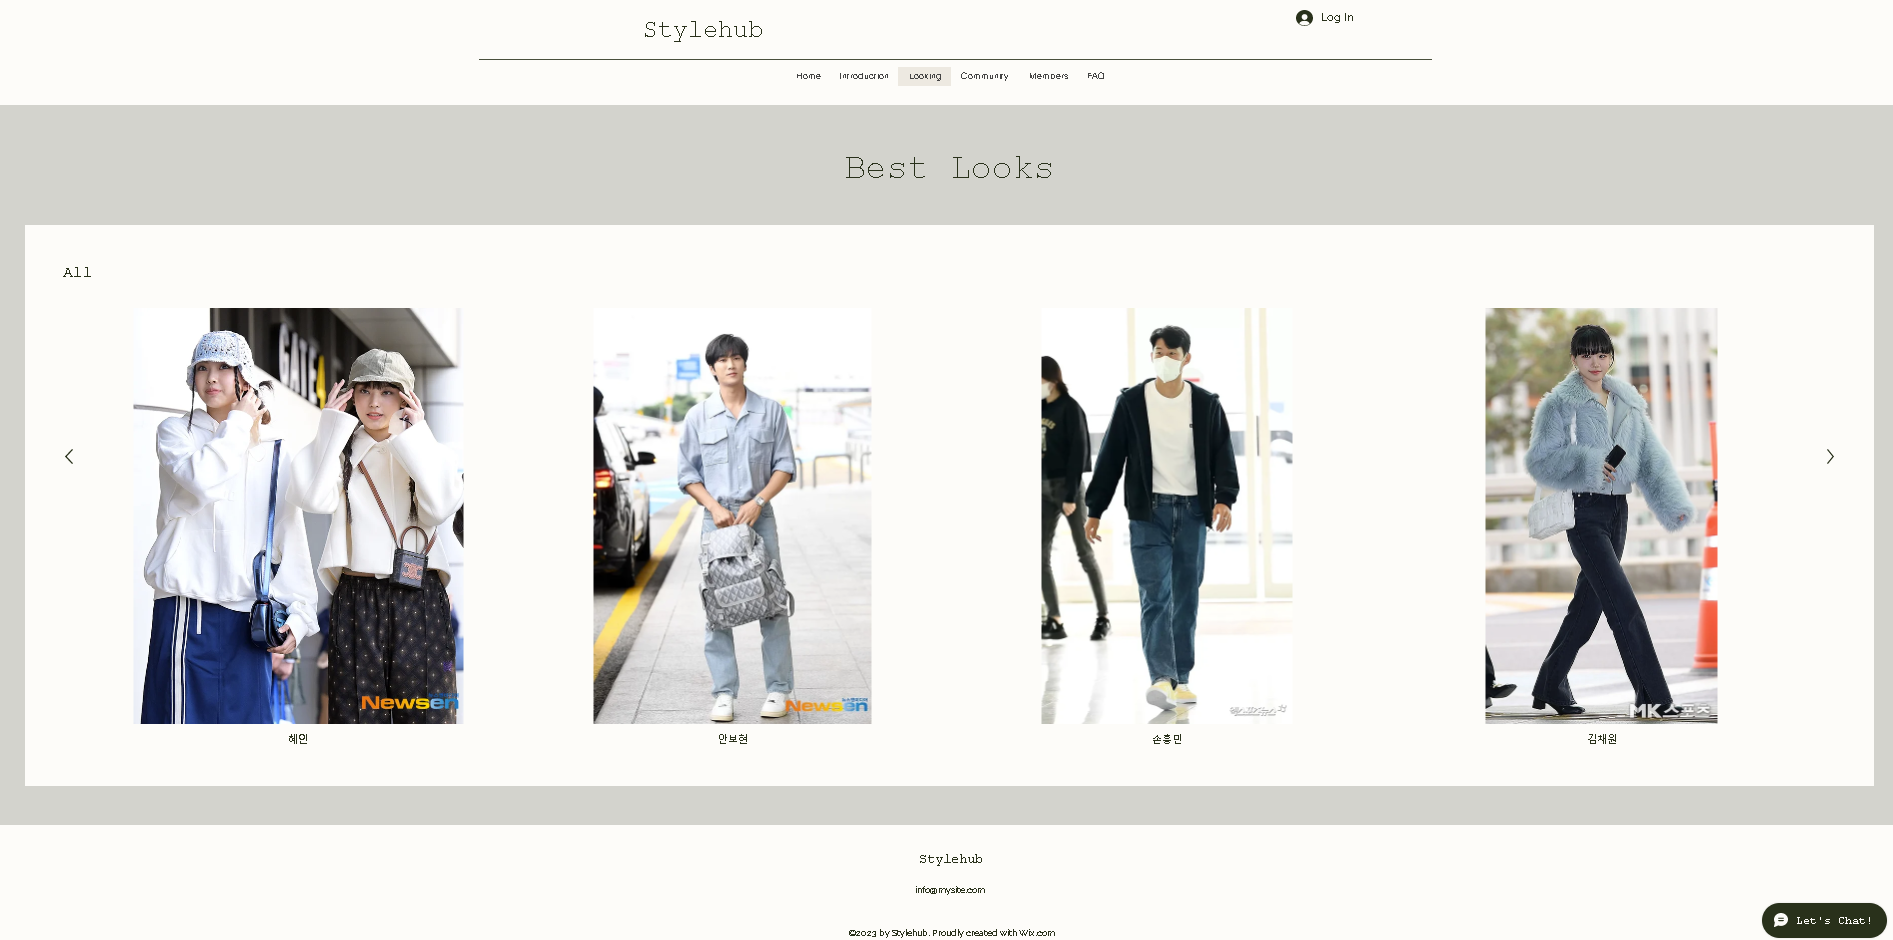 Stylehub
Log In
Home Introduction Looking Community Members FAQ
Best Looks
All
GATE 4
Newsen
Newsen
MK스포츠
혜인 안보현 손흥민 김채원
Stylehub
info@mysite.com
Let's Chat!
©2023 by Stylehub. Proudly created with Wix.com